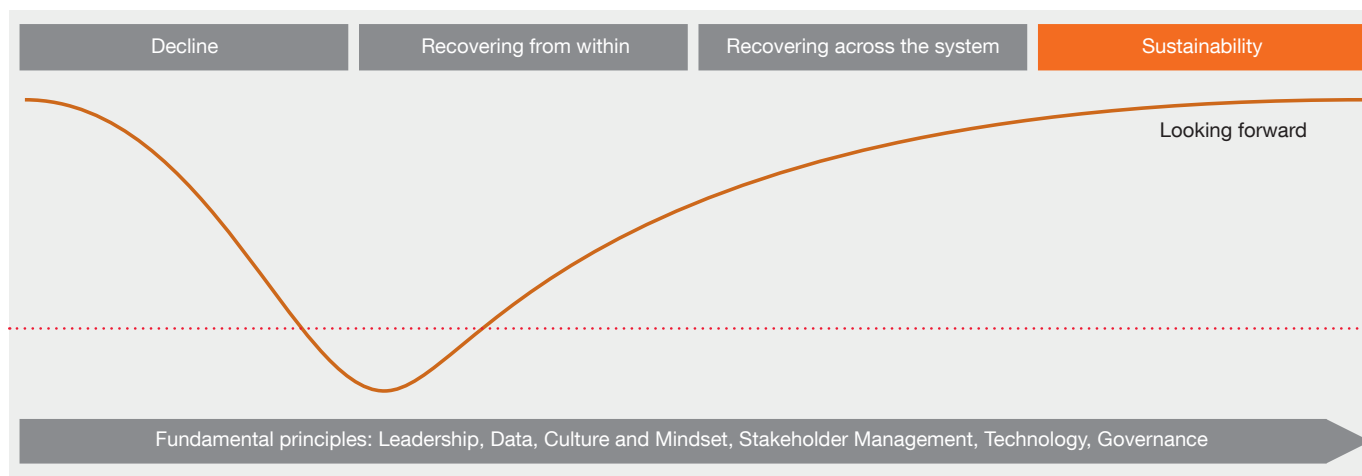 Decline
Recovering from within
Recovering across the system
Sustainability
Looking forward
Fundamental principles: Leadership, Data, Culture and Mindset, Stakeholder Management, Technology, Governance